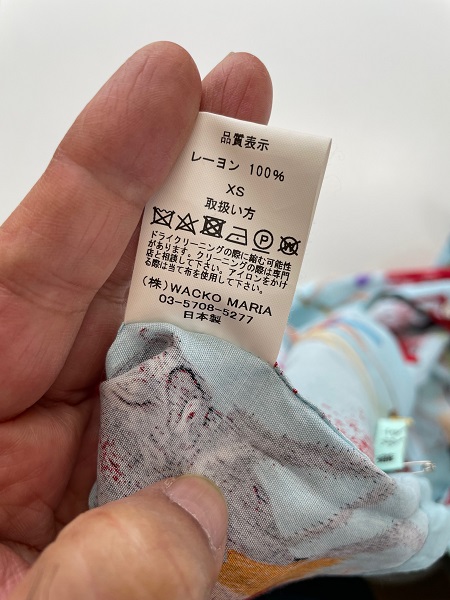 品質表示
レーヨン 100%
XS
取扱い方
ドライクリーニングの際に縮む可能性
があります。クリーニングの際は専門
店と相談して下さい。アイロンをかけ
る際は当て布を使用して下さい。
(株)WACKO MARIA
03-5708-5277
日本製